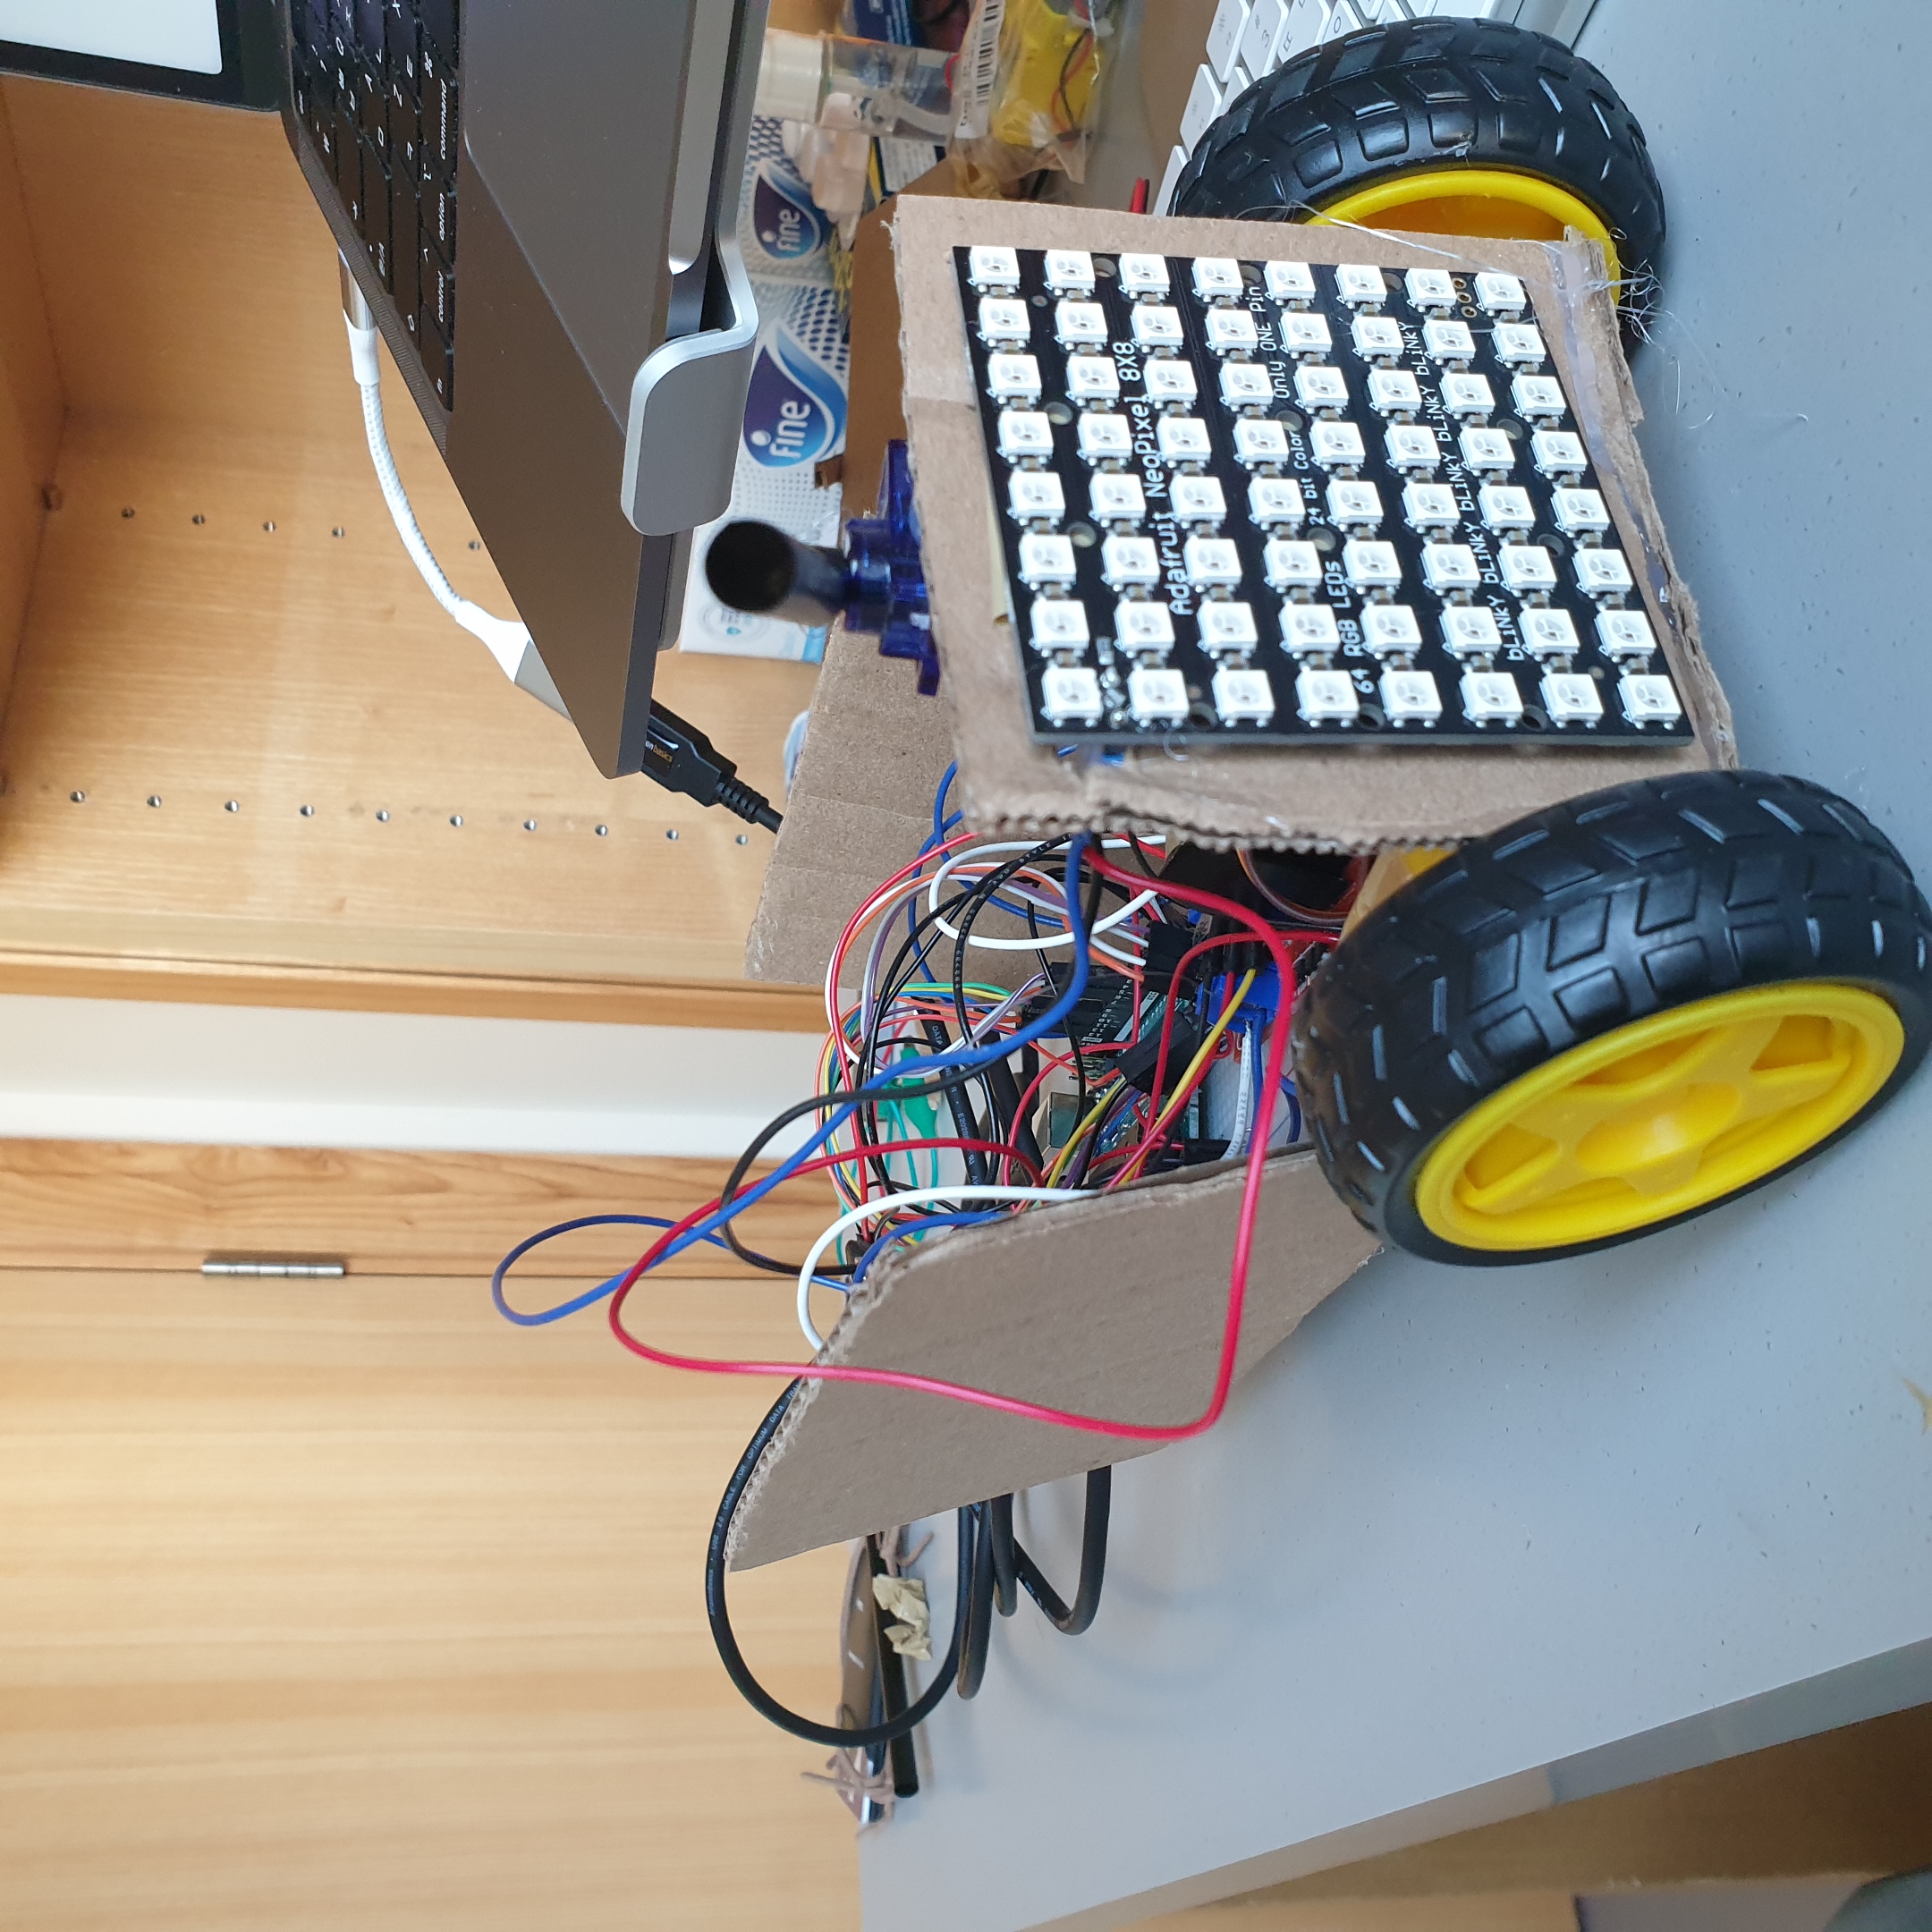 fn control option command
fine
fine
USB 2.0 CABLE FOR OPTIMUM DATA
Adafruit NeoPixel 8X8
Only ONE Pin
24 bit Color
64 RGB LEDs
bLiNkY bLiNkY bLiNkY bLiNkY bLiNkY